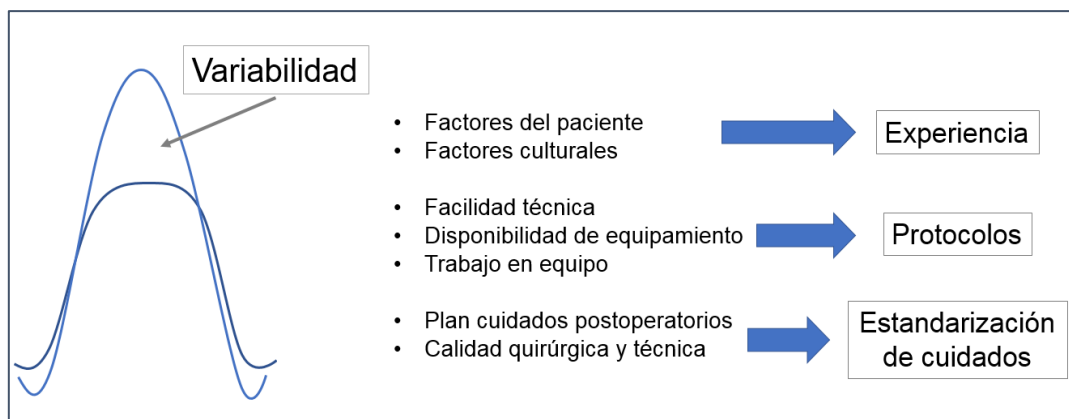 Variabilidad
• Factores del paciente
• Factores culturales
Experiencia
• Facilidad técnica
• Disponibilidad de equipamiento
• Trabajo en equipo
Protocolos
• Plan cuidados postoperatorios
• Calidad quirúrgica y técnica
Estandarización
de cuidados